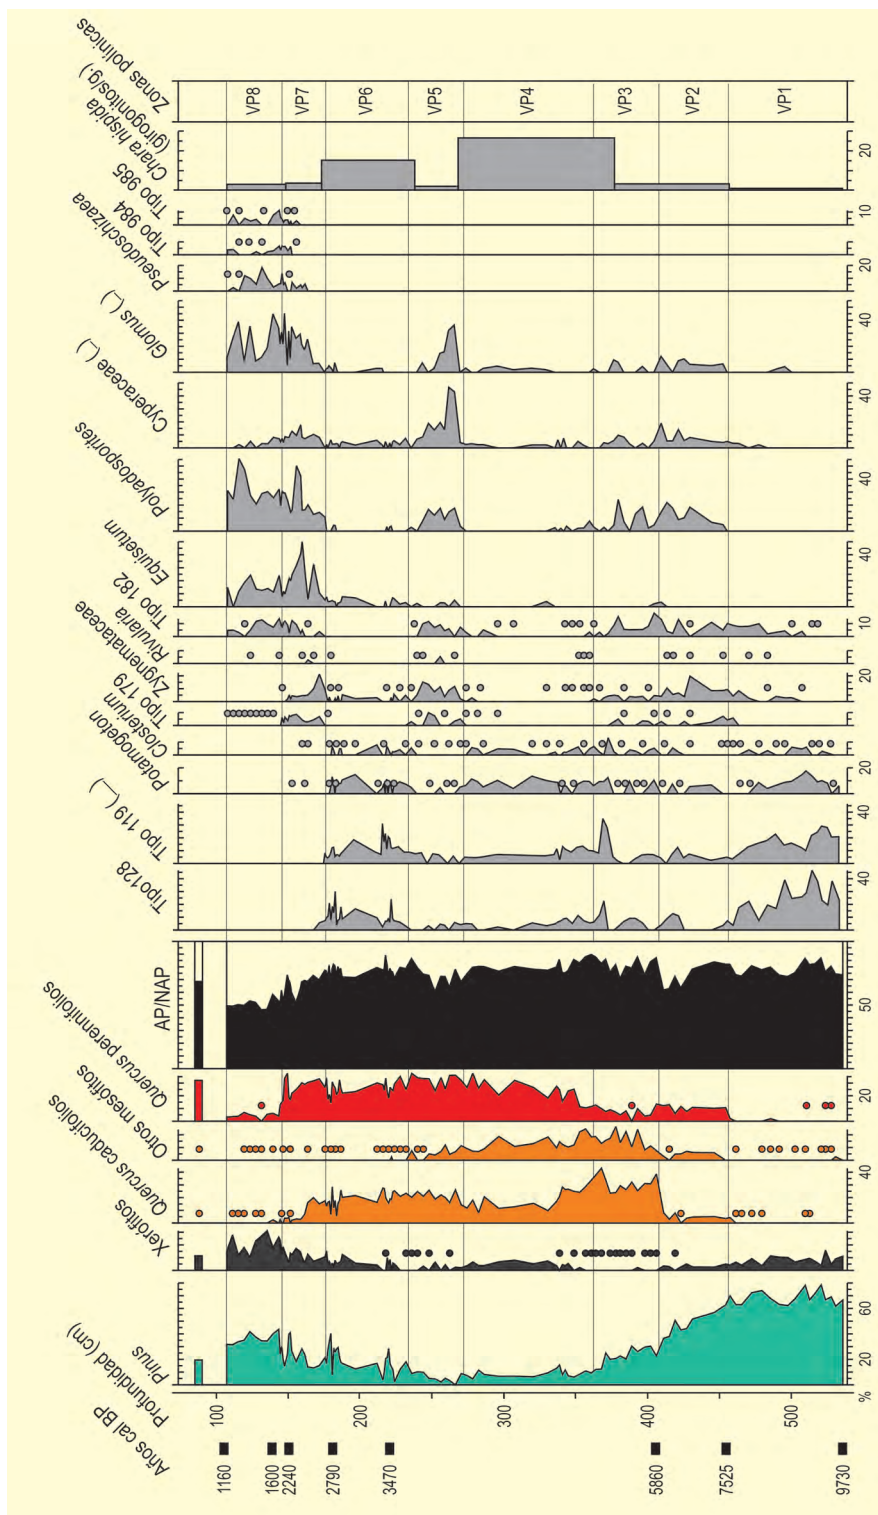 Zonas polínicas
VP8
VP7
VP6
VP5
VP4
VP3
VP2
VP1
Chara hispida
(girogonitos/g.)
20
Tipo 985
10
Tipo 984
Pseudoschizaea
20
Glomus (_)
40
Cyperaceae (_)
40
Polyadosporites
40
Equisetum
40
Tipo 182
10
Rivularia
Zygnemataceae
20
Tipo 179
Closterium
Potamogeton
20
Tipo 119 (__)
40
Tipo128
40
AP/NAP
50
Quercus perennifolios
20
Otros mesófitos
Quercus caducifolios
40
Xerófitos
Pinus
60
20
%
Profundidad (cm)
100
200
300
400
500
Años cal BP
1160
1600
2240
2790
3470
5860
7525
9730